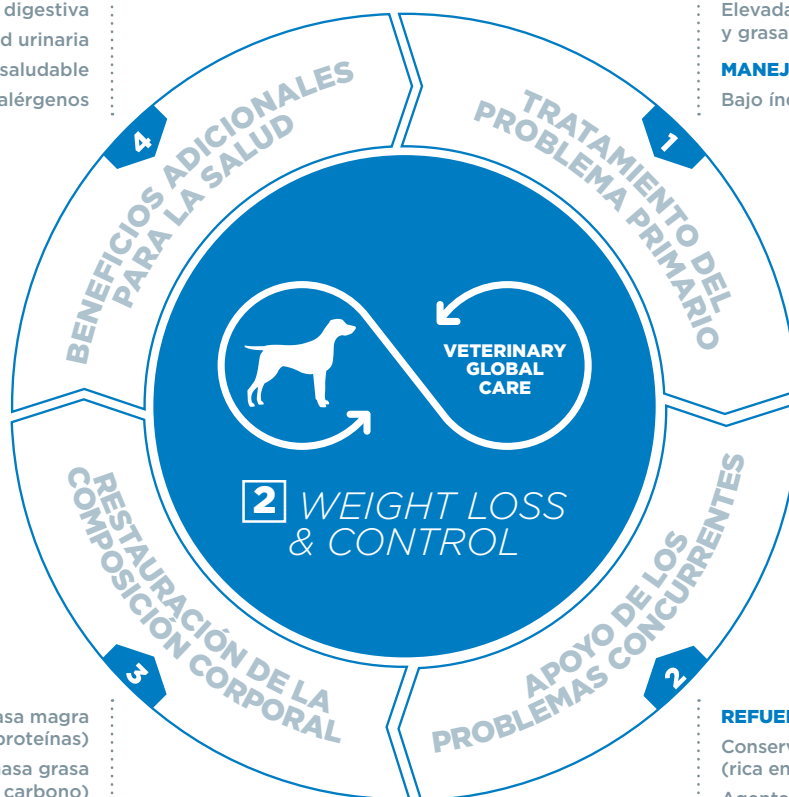 digestiva
d urinaria
saludable
alérgenos
Elevada
y grasa
MANEJ
Bajo índ
4
BENEFICIOS ADICIONALES
PARA LA SALUD
1
TRATAMIENTO DEL
PROBLEMA PRIMARIO
VETERINARY
GLOBAL
CARE
2 WEIGHT LOSS
& CONTROL
3
RESTAURACIÓN DE LA
COMPOSICIÓN CORPORAL
2
APOYO DE LOS
PROBLEMAS CONCURRENTES
asa magra
proteínas)
asa grasa
carbono)
REFUER
Conserv
(rica en
Agente